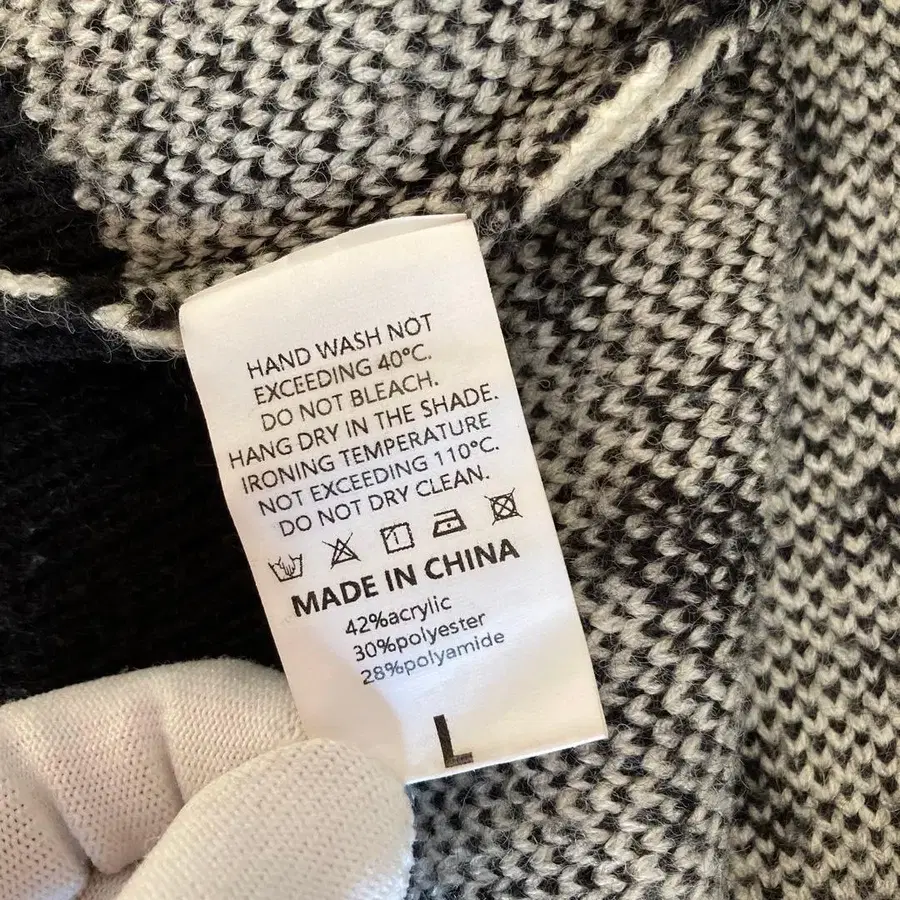 HAND WASH NOT
EXCEEDING 40°C.
DO NOT BLEACH.
HANG DRY IN THE SHADE.
IRONING TEMPERATURE
NOT EXCEEDING 110°C.
DO NOT DRY CLEAN.
MADE IN CHINA
42%acrylic
30%polyester
28%polyamide
L